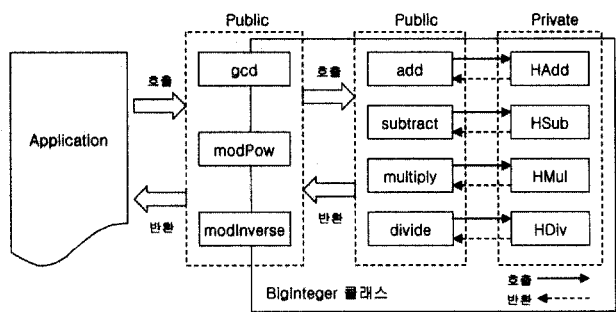 Public
Public
Private
Application
호출
반환
gcd
modPow
modInverse
호출
반환
add
subtract
multiply
divide
HAdd
HSub
HMul
HDiv
BigInteger 클래스
호출
반환